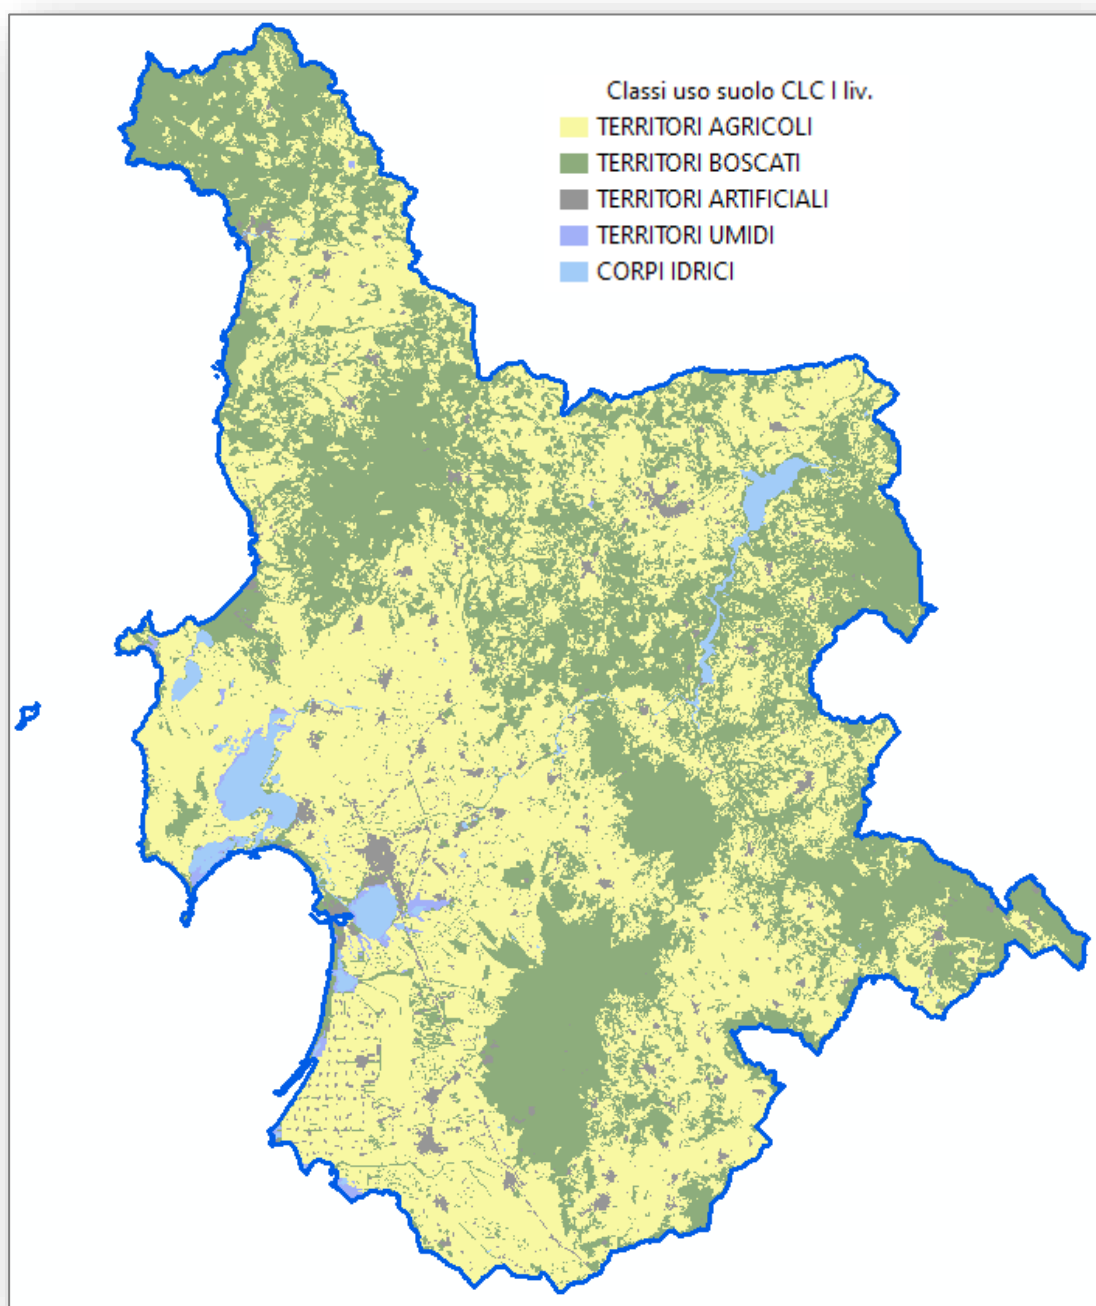 Classi uso suolo CLC I liv.
TERRITORI AGRICOLI
TERRITORI BOSCATI
TERRITORI ARTIFICIALI
TERRITORI UMIDI
CORPI IDRICI